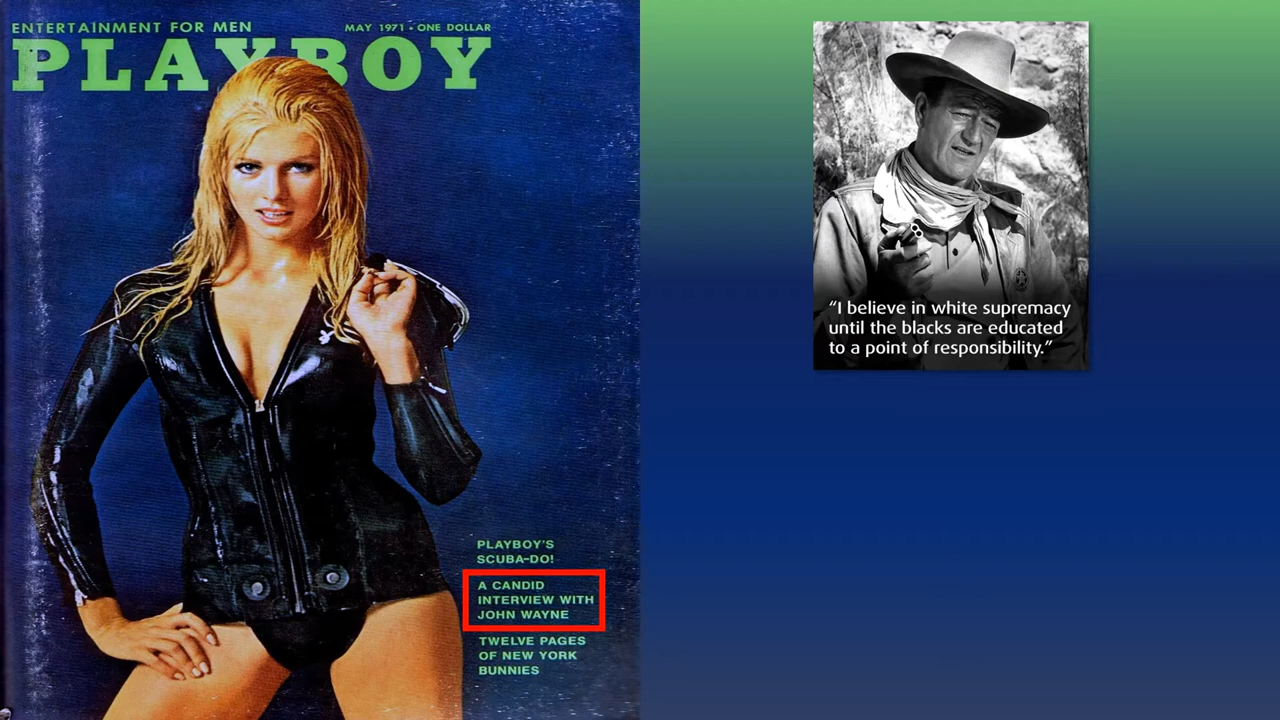 ENTERTAINMENT FOR MEN
MAY 1971 • ONE DOLLAR
PLAYBOY
PLAYBOY'S
SCUBA-DO!
A CANDID
INTERVIEW WITH
JOHN WAYNE
TWELVE PAGES
OF NEW YORK
BUNNIES
“I believe in white supremacy
until the blacks are educated
to a point of responsibility.”